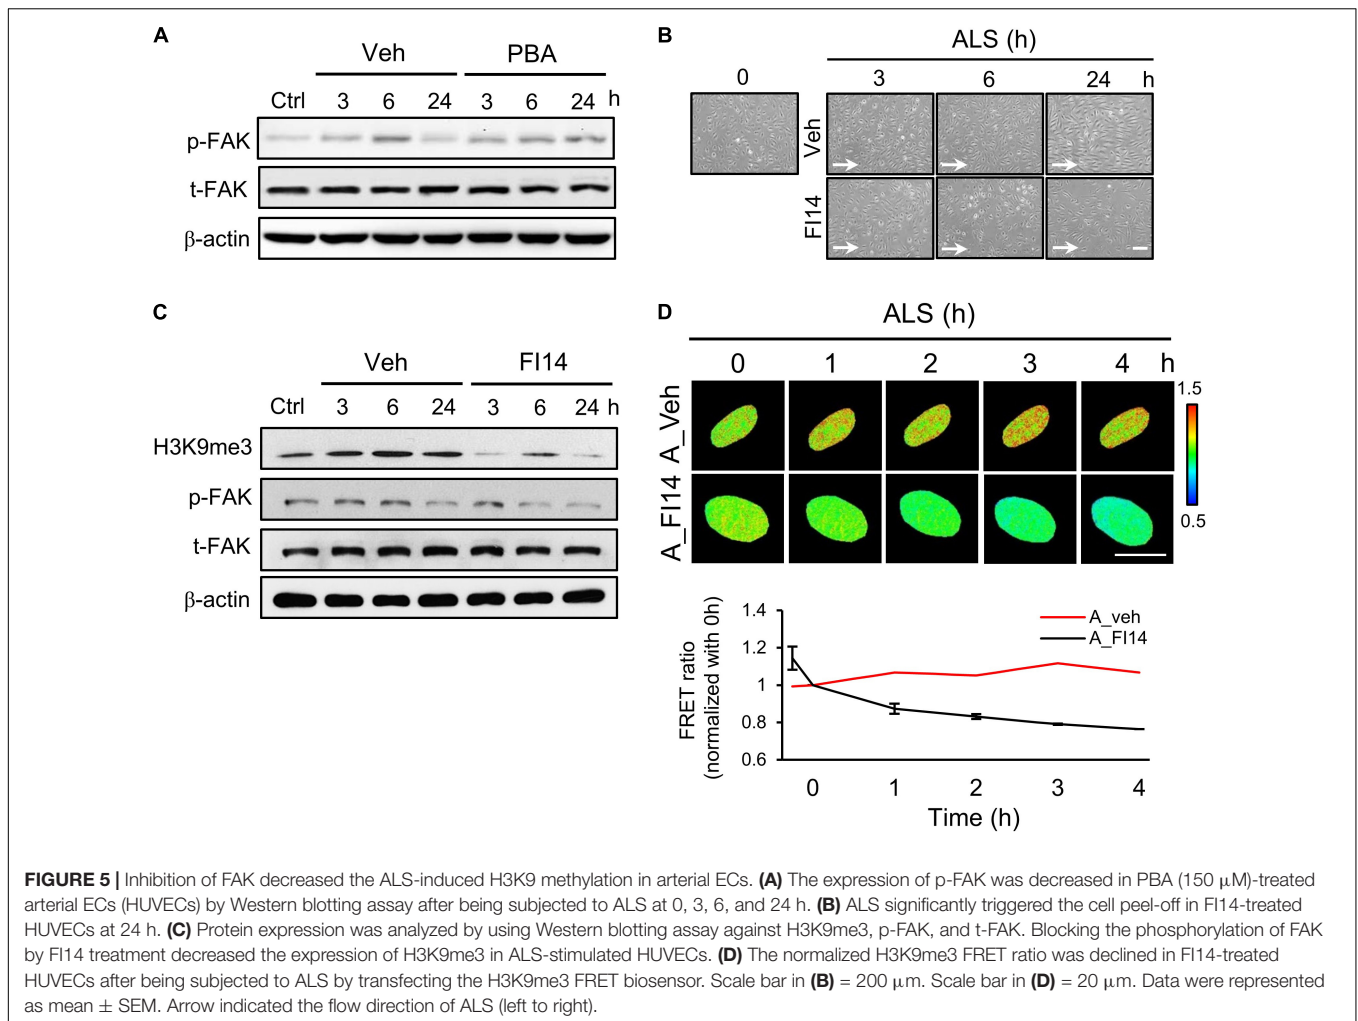 A
Veh PBA
Ctrl 3 6 24 3 6 24 h
p-FAK
t-FAK
β-actin
B
ALS (h)
0 3 6 24 h
Veh
FI14
C
Veh FI14
Ctrl 3 6 24 3 6 24 h
H3K9me3
p-FAK
t-FAK
β-actin
D
ALS (h)
0 1 2 3 4 h
A_Veh
A_FI14
1.5
0.5
1.4
1.2
1
0.8
0.6
FRET ratio
(normalized with 0h)
A_veh
A_FI14
0 1 2 3 4
Time (h)
FIGURE 5 | Inhibition of FAK decreased the ALS-induced H3K9 methylation in arterial ECs. (A) The expression of p-FAK was decreased in PBA (150 μM)-treated
arterial ECs (HUVECs) by Western blotting assay after being subjected to ALS at 0, 3, 6, and 24 h. (B) ALS significantly triggered the cell peel-off in FI14-treated
HUVECs at 24 h. (C) Protein expression was analyzed by using Western blotting assay against H3K9me3, p-FAK, and t-FAK. Blocking the phosphorylation of FAK
by FI14 treatment decreased the expression of H3K9me3 in ALS-stimulated HUVECs. (D) The normalized H3K9me3 FRET ratio was declined in FI14-treated
HUVECs after being subjected to ALS by transfecting the H3K9me3 FRET biosensor. Scale bar in (B) = 200 μm. Scale bar in (D) = 20 μm. Data were represented
as mean ± SEM. Arrow indicated the flow direction of ALS (left to right).